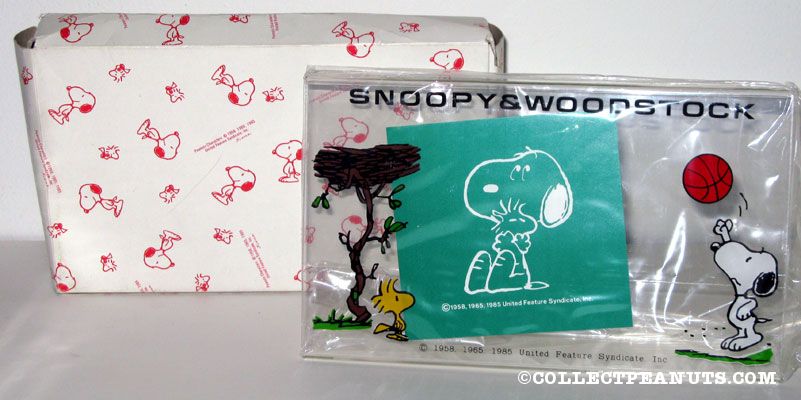 SNOOPY&WOODSTOCK
©1958, 1965, 1985 United Feature Syndicate, Inc.
© 1958, 1965, 1985 United Feature Syndicate, Inc.
©COLLECTPEANUTS.COM